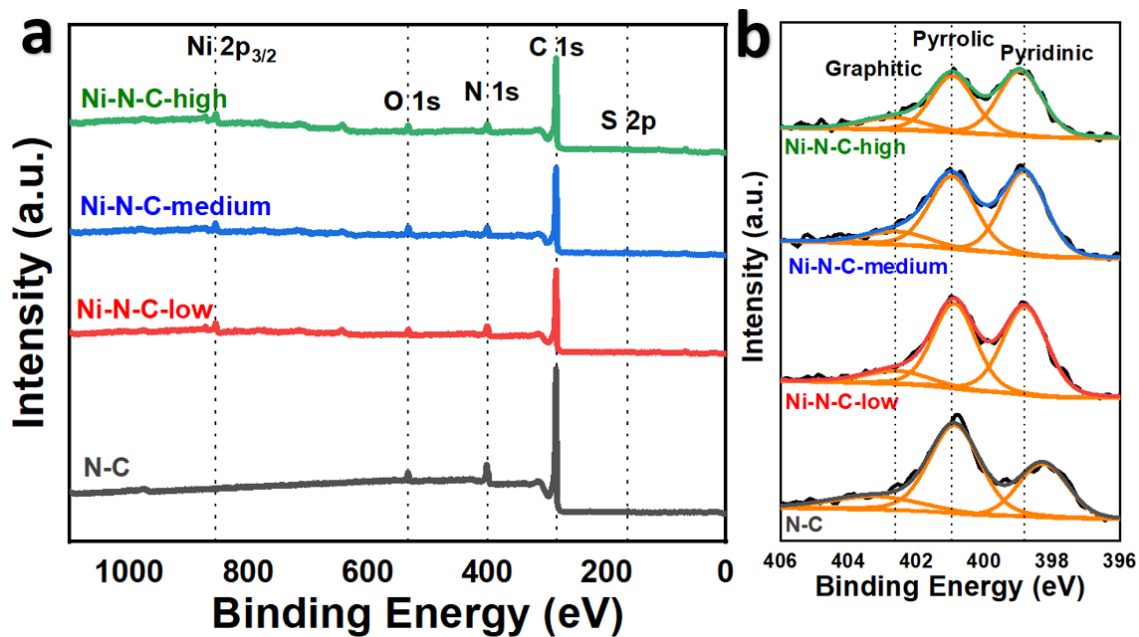 a
Ni 2p3/2
O 1s
N 1s
C 1s
S 2p
Ni-N-C-high
Ni-N-C-medium
Ni-N-C-low
N-C
Intensity (a.u.)
1000 800 600 400 200 0
Binding Energy (eV)
b
Graphitic
Pyrrolic
Pyridinic
Ni-N-C-high
Ni-N-C-medium
Ni-N-C-low
N-C
Intensity (a.u.)
406 404 402 400 398 396
Binding Energy (eV)